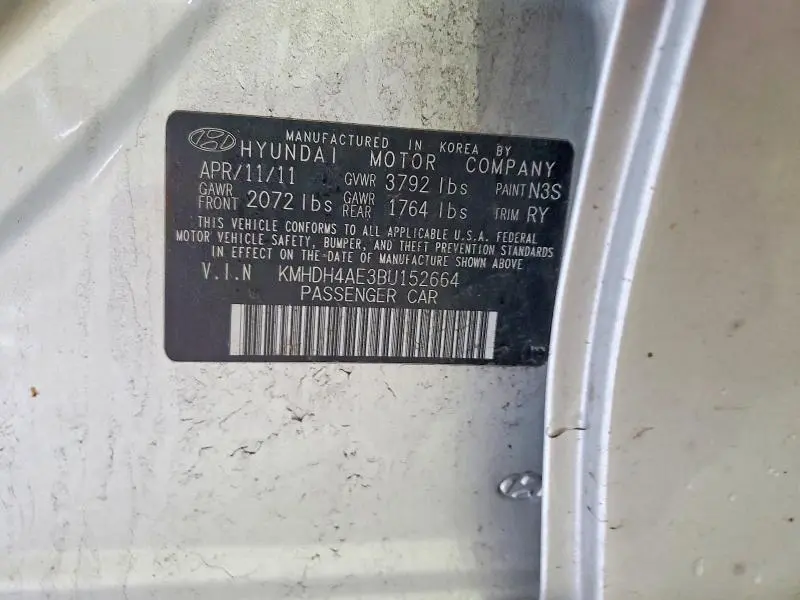 MANUFACTURED IN KOREA BY
HYUNDAI MOTOR COMPANY
APR/11/11 GVWR 3792 lbs PAINT N3S
GAWR FRONT 2072 lbs GAWR REAR 1764 lbs TRIM RY
THIS VEHICLE CONFORMS TO ALL APPLICABLE U.S.A. FEDERAL
MOTOR VEHICLE SAFETY, BUMPER, AND THEFT PREVENTION STANDARDS
IN EFFECT ON THE DATE OF MANUFACTURE SHOWN ABOVE
V.I.N KMHDH4AE3BU152664
PASSENGER CAR